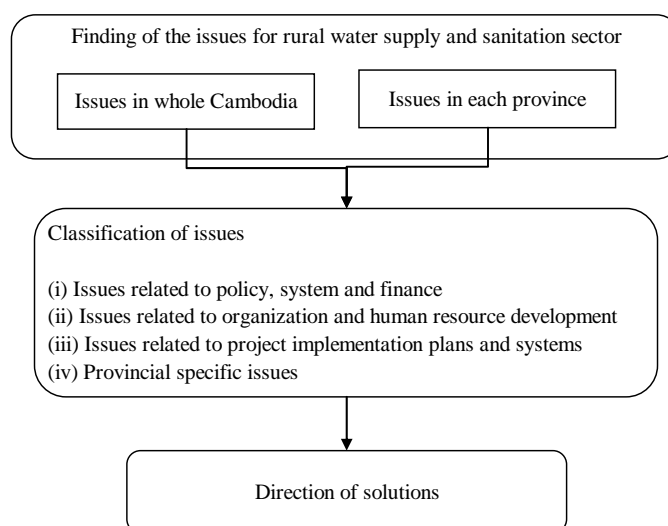 Finding of the issues for rural water supply and sanitation sector
Issues in whole Cambodia
Issues in each province
Classification of issues
(i) Issues related to policy, system and finance
(ii) Issues related to organization and human resource development
(iii) Issues related to project implementation plans and systems
(iv) Provincial specific issues
Direction of solutions